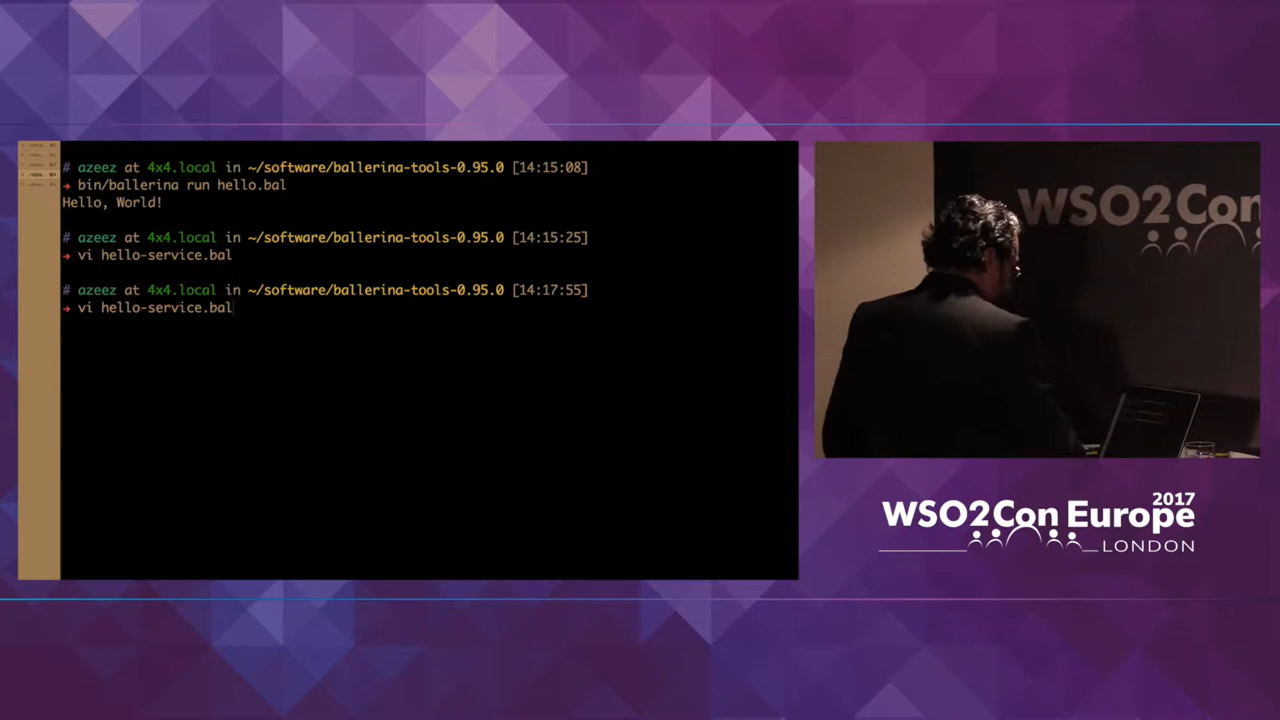 # azeez at 4x4.local in ~/software/ballerina-tools-0.95.0 [14:15:08]
➜ bin/ballerina run hello.bal
Hello, World!
# azeez at 4x4.local in ~/software/ballerina-tools-0.95.0 [14:15:25]
➜ vi hello-service.bal
# azeez at 4x4.local in ~/software/ballerina-tools-0.95.0 [14:17:55]
➜ vi hello-service.bal
WSO2Con
2017
WSO2Con Europe
LONDON